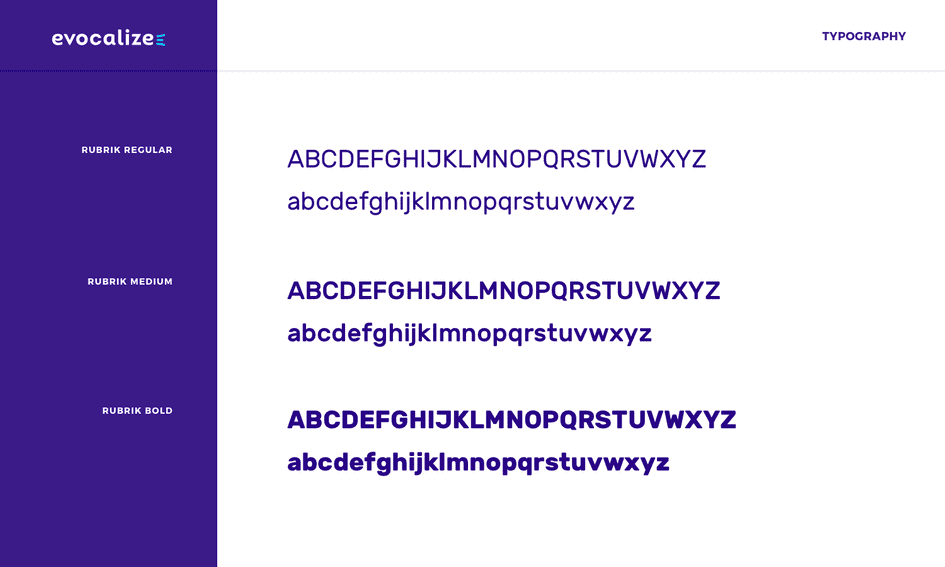 evocalize
TYPOGRAPHY
RUBRIK REGULAR
ABCDEFGHIJKLMNOPQRSTUVWXYZ
abcdefghijklmnopqrstuvwxyz
RUBRIK MEDIUM
ABCDEFGHIJKLMNOPQRSTUVWXYZ
abcdefghijklmnopqrstuvwxyz
RUBRIK BOLD
ABCDEFGHIJKLMNOPQRSTUVWXYZ
abcdefghijklmnopqrstuvwxyz